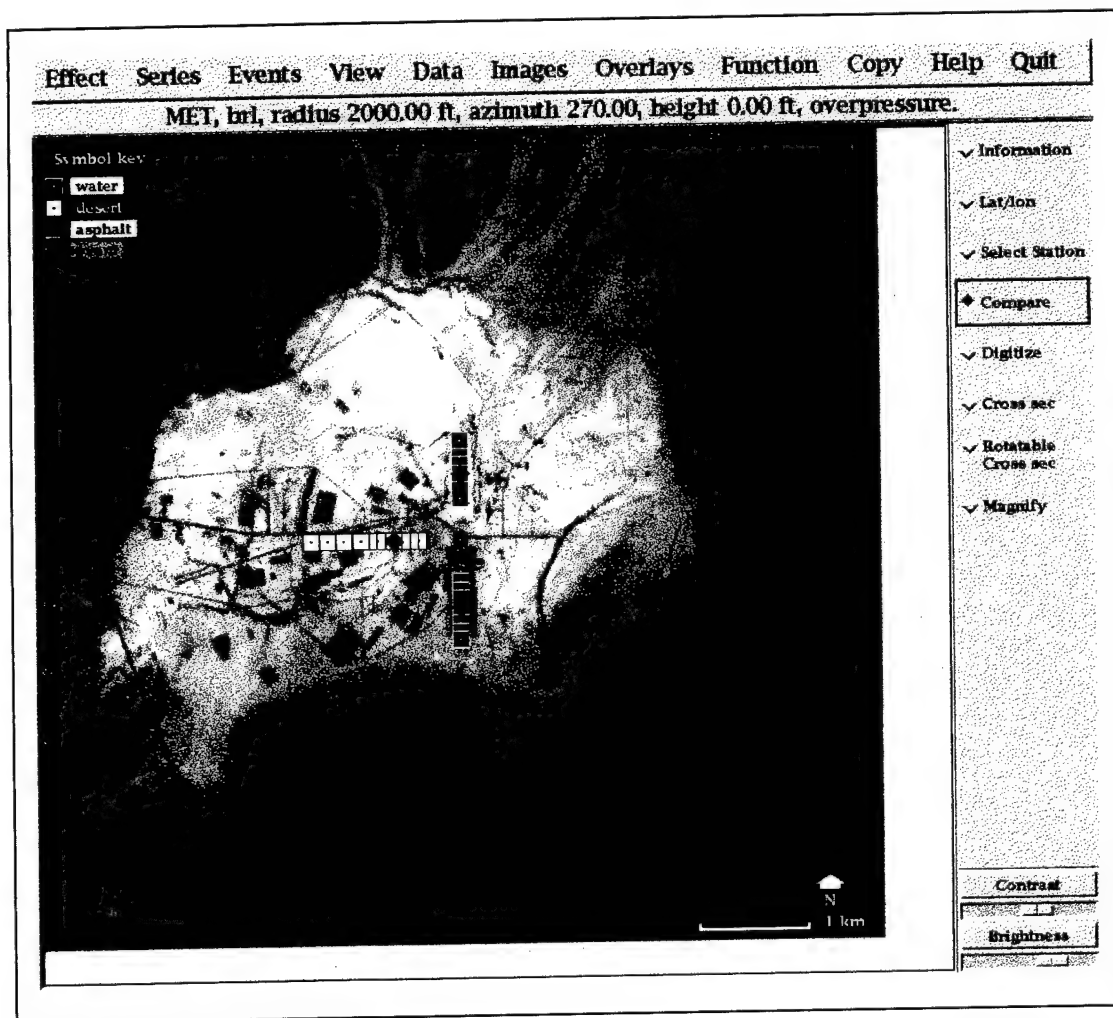 Effect Series Events View Data Images Overlays Function Copy Help Quit
MET, brl, radius 2000.00 ft, azimuth 270.00, height 0.00 ft, overpressure.
Symbol key
water
desert
asphalt
Information
Lat/lon
Select Station
Compare
Digitize
Cross sec
Rotatable
Cross sec
Magnify
N
1 km
Contrast
Brightness